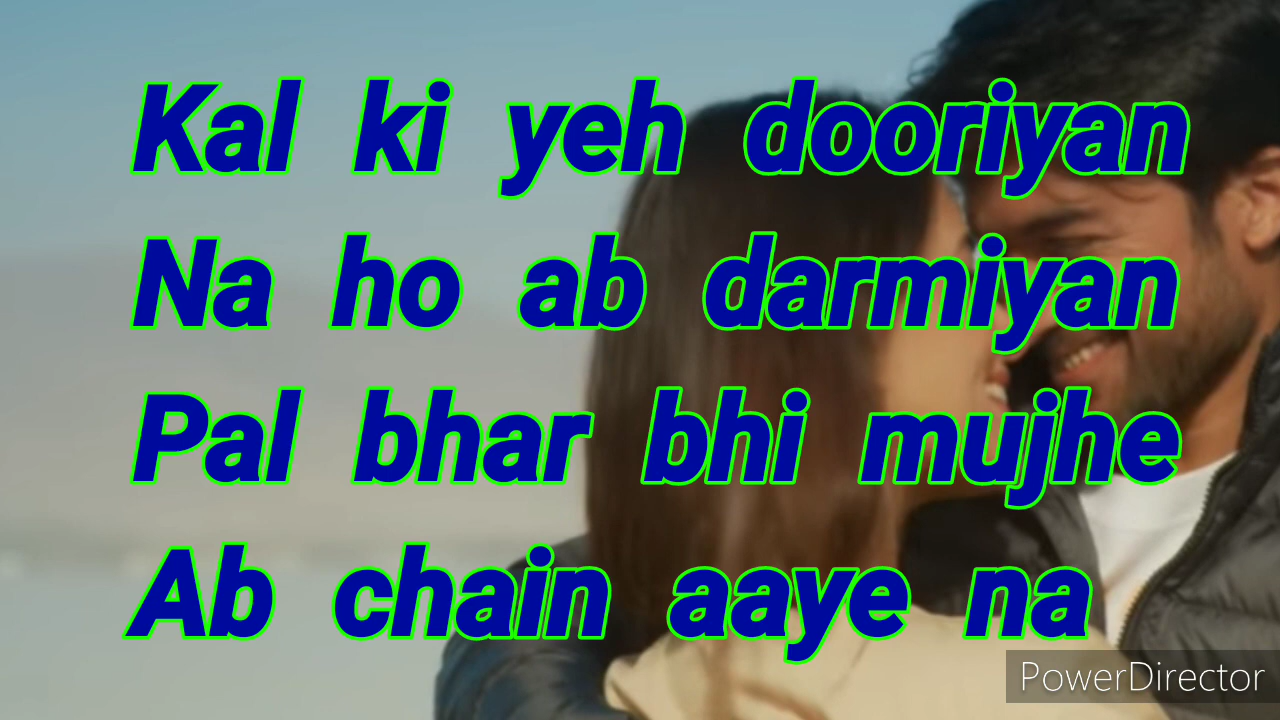 Kal ki yeh dooriyan
Na ho ab darmiyan
Pal bhar bhi mujhe
Ab chain aaye na
PowerDirector